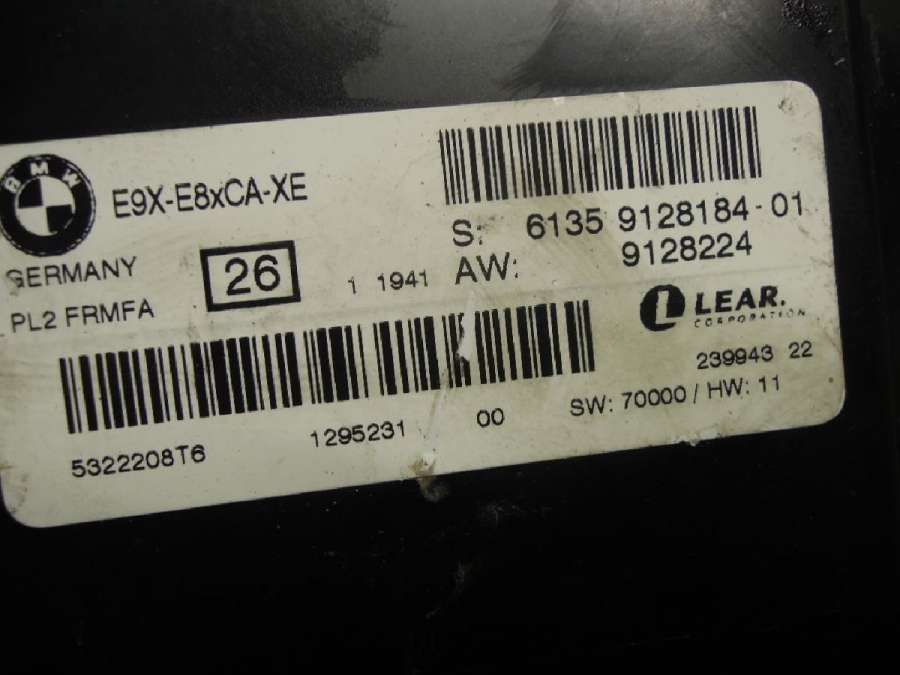 BMW
E9X-E8xCA-XE
S: 6135 9128184-01
AW: 9128224
GERMANY
26
1 1941
PL2 FRMFA
L LEAR.
CORPORATION
239943 22
SW: 70000 / HW: 11
5322208T6 1295231 00